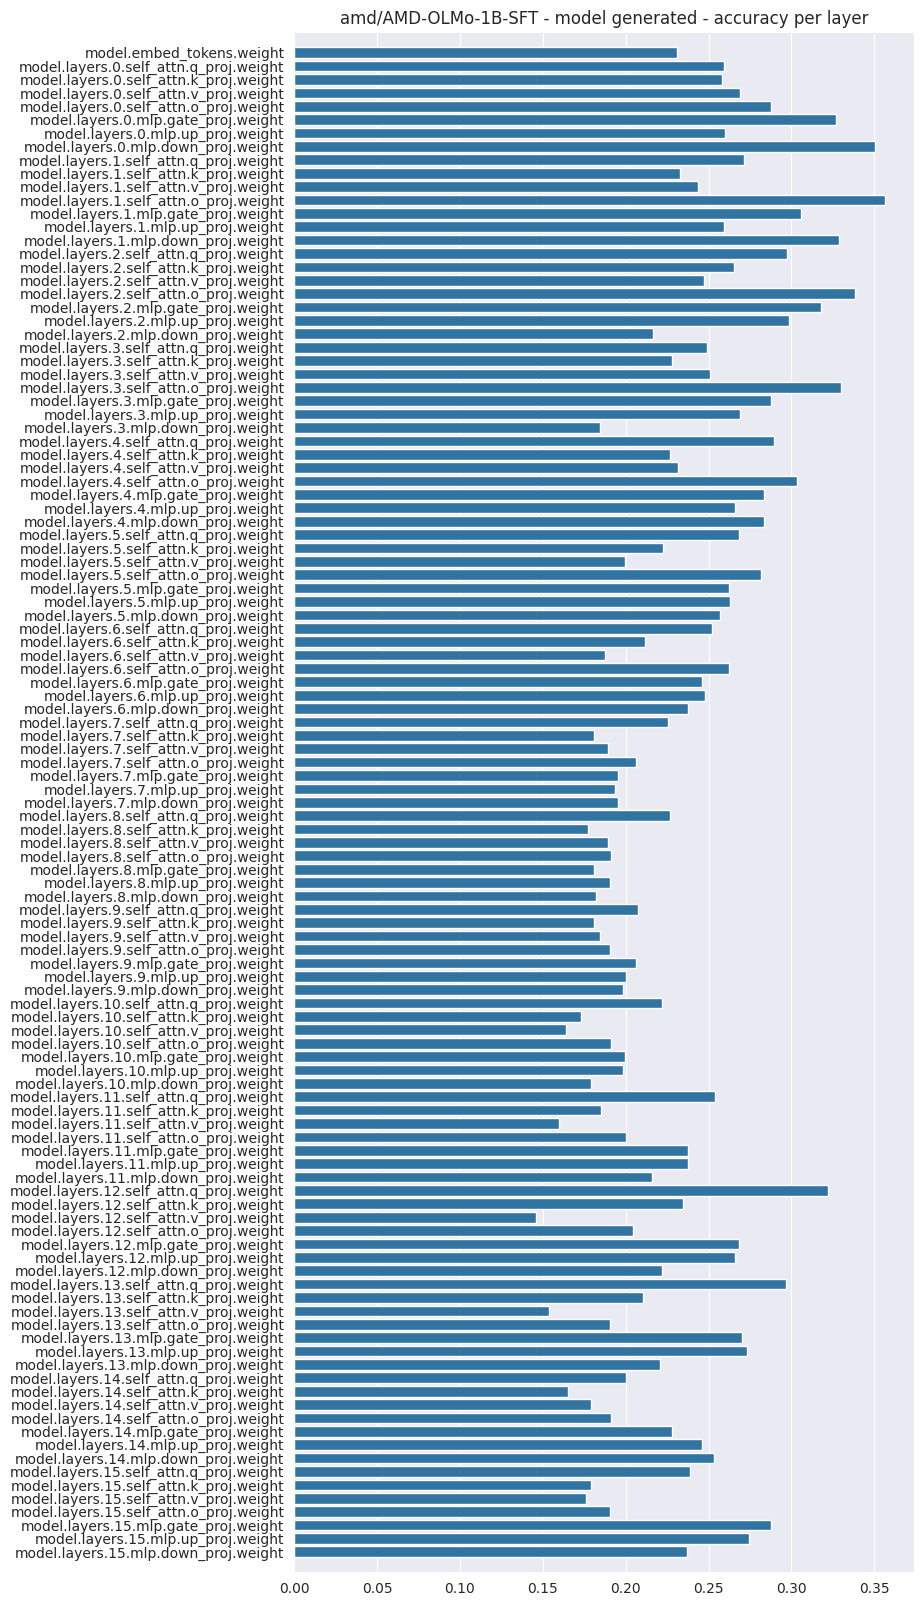 amd/AMD-OLMo-1B-SFT - model generated - accuracy per layer
model.embed_tokens.weight
model.layers.0.self_attn.q_proj.weight
model.layers.0.self_attn.k_proj.weight
model.layers.0.self_attn.v_proj.weight
model.layers.0.self_attn.o_proj.weight
model.layers.0.mlp.gate_proj.weight
model.layers.0.mlp.up_proj.weight
model.layers.0.mlp.down_proj.weight
model.layers.1.self_attn.q_proj.weight
model.layers.1.self_attn.k_proj.weight
model.layers.1.self_attn.v_proj.weight
model.layers.1.self_attn.o_proj.weight
model.layers.1.mlp.gate_proj.weight
model.layers.1.mlp.up_proj.weight
model.layers.1.mlp.down_proj.weight
model.layers.2.self_attn.q_proj.weight
model.layers.2.self_attn.k_proj.weight
model.layers.2.self_attn.v_proj.weight
model.layers.2.self_attn.o_proj.weight
model.layers.2.mlp.gate_proj.weight
model.layers.2.mlp.up_proj.weight
model.layers.2.mlp.down_proj.weight
model.layers.3.self_attn.q_proj.weight
model.layers.3.self_attn.k_proj.weight
model.layers.3.self_attn.v_proj.weight
model.layers.3.self_attn.o_proj.weight
model.layers.3.mlp.gate_proj.weight
model.layers.3.mlp.up_proj.weight
model.layers.3.mlp.down_proj.weight
model.layers.4.self_attn.q_proj.weight
model.layers.4.self_attn.k_proj.weight
model.layers.4.self_attn.v_proj.weight
model.layers.4.self_attn.o_proj.weight
model.layers.4.mlp.gate_proj.weight
model.layers.4.mlp.up_proj.weight
model.layers.4.mlp.down_proj.weight
model.layers.5.self_attn.q_proj.weight
model.layers.5.self_attn.k_proj.weight
model.layers.5.self_attn.v_proj.weight
model.layers.5.self_attn.o_proj.weight
model.layers.5.mlp.gate_proj.weight
model.layers.5.mlp.up_proj.weight
model.layers.5.mlp.down_proj.weight
model.layers.6.self_attn.q_proj.weight
model.layers.6.self_attn.k_proj.weight
model.layers.6.self_attn.v_proj.weight
model.layers.6.self_attn.o_proj.weight
model.layers.6.mlp.gate_proj.weight
model.layers.6.mlp.up_proj.weight
model.layers.6.mlp.down_proj.weight
model.layers.7.self_attn.q_proj.weight
model.layers.7.self_attn.k_proj.weight
model.layers.7.self_attn.v_proj.weight
model.layers.7.self_attn.o_proj.weight
model.layers.7.mlp.gate_proj.weight
model.layers.7.mlp.up_proj.weight
model.layers.7.mlp.down_proj.weight
model.layers.8.self_attn.q_proj.weight
model.layers.8.self_attn.k_proj.weight
model.layers.8.self_attn.v_proj.weight
model.layers.8.self_attn.o_proj.weight
model.layers.8.mlp.gate_proj.weight
model.layers.8.mlp.up_proj.weight
model.layers.8.mlp.down_proj.weight
model.layers.9.self_attn.q_proj.weight
model.layers.9.self_attn.k_proj.weight
model.layers.9.self_attn.v_proj.weight
model.layers.9.self_attn.o_proj.weight
model.layers.9.mlp.gate_proj.weight
model.layers.9.mlp.up_proj.weight
model.layers.9.mlp.down_proj.weight
model.layers.10.self_attn.q_proj.weight
model.layers.10.self_attn.k_proj.weight
model.layers.10.self_attn.v_proj.weight
model.layers.10.self_attn.o_proj.weight
model.layers.10.mlp.gate_proj.weight
model.layers.10.mlp.up_proj.weight
model.layers.10.mlp.down_proj.weight
model.layers.11.self_attn.q_proj.weight
model.layers.11.self_attn.k_proj.weight
model.layers.11.self_attn.v_proj.weight
model.layers.11.self_attn.o_proj.weight
model.layers.11.mlp.gate_proj.weight
model.layers.11.mlp.up_proj.weight
model.layers.11.mlp.down_proj.weight
model.layers.12.self_attn.q_proj.weight
model.layers.12.self_attn.k_proj.weight
model.layers.12.self_attn.v_proj.weight
model.layers.12.self_attn.o_proj.weight
model.layers.12.mlp.gate_proj.weight
model.layers.12.mlp.up_proj.weight
model.layers.12.mlp.down_proj.weight
model.layers.13.self_attn.q_proj.weight
model.layers.13.self_attn.k_proj.weight
model.layers.13.self_attn.v_proj.weight
model.layers.13.self_attn.o_proj.weight
model.layers.13.mlp.gate_proj.weight
model.layers.13.mlp.up_proj.weight
model.layers.13.mlp.down_proj.weight
model.layers.14.self_attn.q_proj.weight
model.layers.14.self_attn.k_proj.weight
model.layers.14.self_attn.v_proj.weight
model.layers.14.self_attn.o_proj.weight
model.layers.14.mlp.gate_proj.weight
model.layers.14.mlp.up_proj.weight
model.layers.14.mlp.down_proj.weight
model.layers.15.self_attn.q_proj.weight
model.layers.15.self_attn.k_proj.weight
model.layers.15.self_attn.v_proj.weight
model.layers.15.self_attn.o_proj.weight
model.layers.15.mlp.gate_proj.weight
model.layers.15.mlp.up_proj.weight
model.layers.15.mlp.down_proj.weight
0.00 0.05 0.10 0.15 0.20 0.25 0.30 0.35